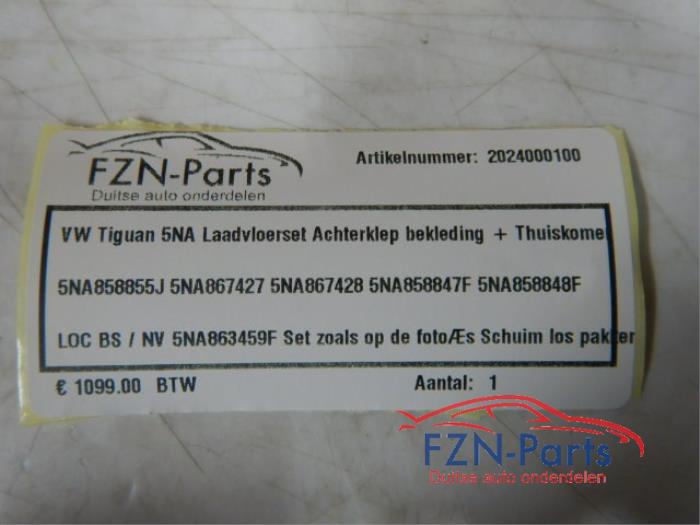 FZN-Parts
Duitse auto onderdelen
Artikelnummer: 2024000100
VW Tiguan 5NA Laadvloerset Achterklep bekleding + Thuiskome
5NA858855J 5NA867427 5NA867428 5NA858847F 5NA858848F
LOC BS / NV 5NA863459F Set zoals op de fotoÆs Schuim los pakken
€ 1099.00 BTW
Aantal: 1
FZN-Parts
Duitse auto onderdelen